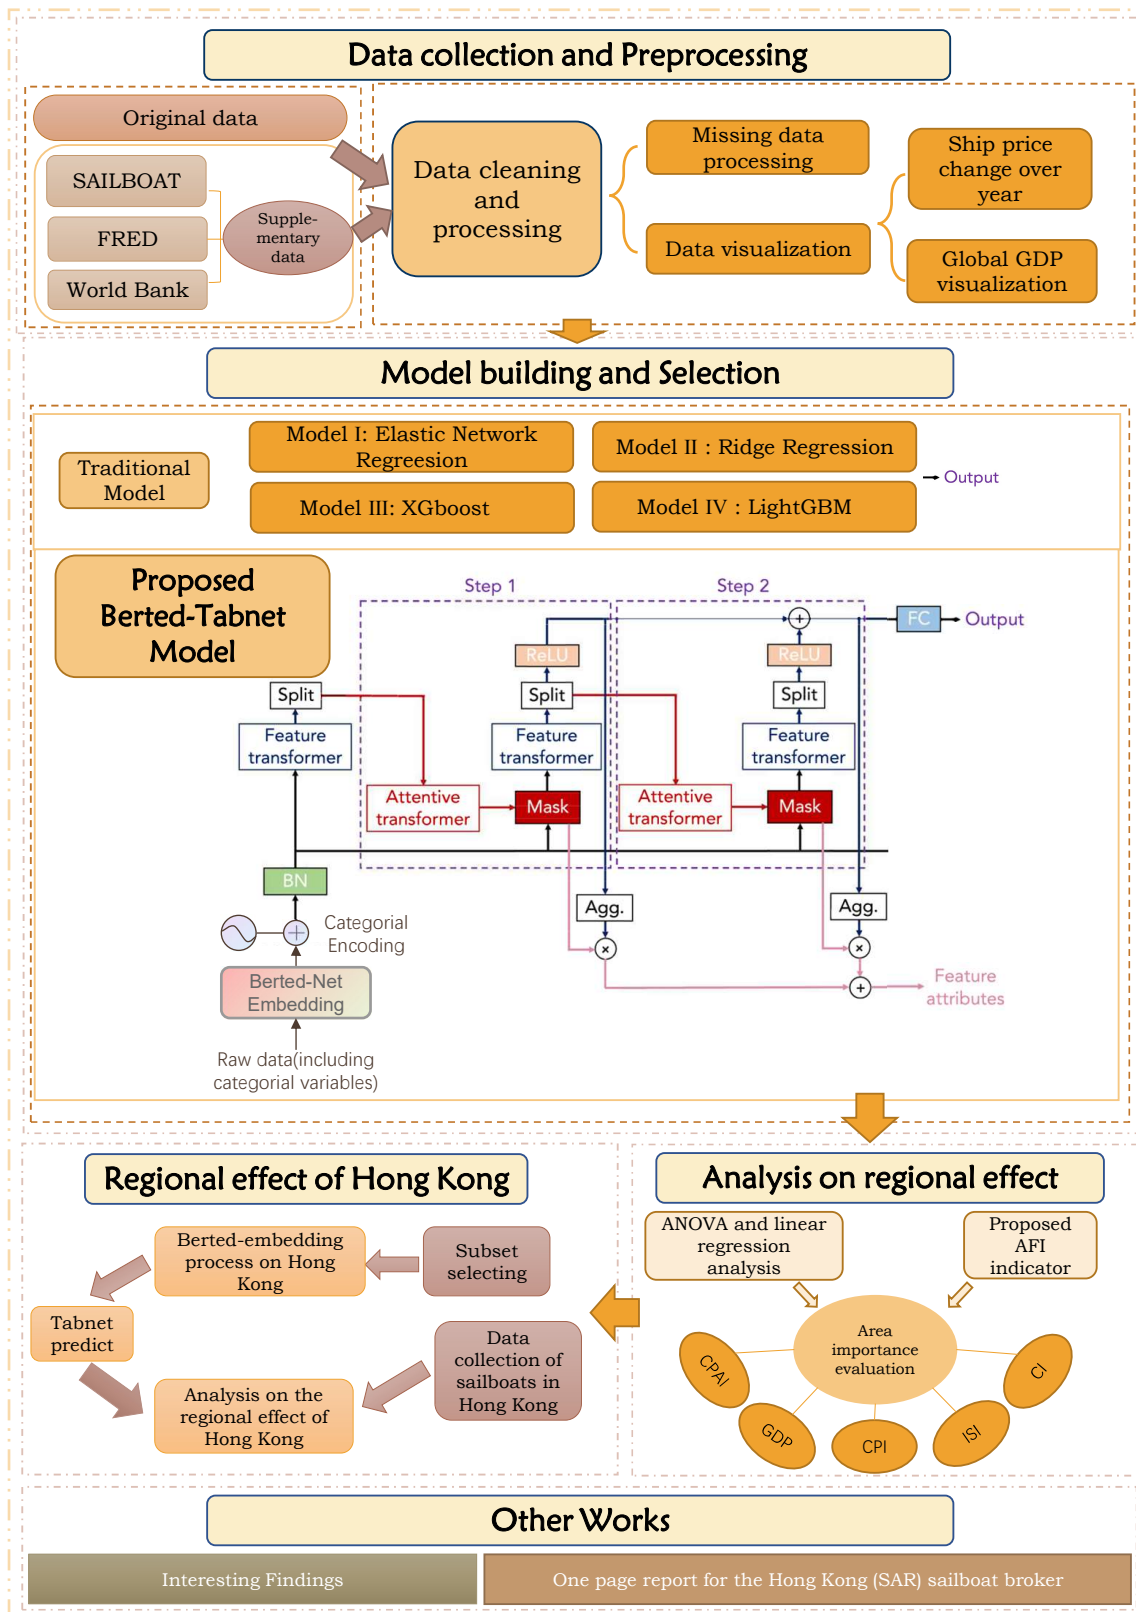 Data collection and Preprocessing
Original data
SAILBOAT
FRED
World Bank
Supple-
mentary
data
Data cleaning
and
processing
Missing data
processing
Data visualization
Ship price
change over
year
Global GDP
visualization
Model building and Selection
Traditional
Model
Model I: Elastic Network
Regreesion
Model II : Ridge Regression
Model III: XGboost
Model IV : LightGBM
Output
Proposed
Berted-Tabnet
Model
Step 1
Step 2
FC
Output
ReLU
ReLU
Split
Split
Split
Feature
transformer
Feature
transformer
Feature
transformer
Attentive
transformer
Mask
Attentive
transformer
Mask
BN
Agg.
Agg.
Categorial
Encoding
Berted-Net
Embedding
Feature
attributes
Raw data(including
categorial variables)
Regional effect of Hong Kong
Berted-embedding
process on Hong
Kong
Subset
selecting
Tabnet
predict
Data
collection of
sailboats in
Hong Kong
Analysis on the
regional effect of
Hong Kong
Analysis on regional effect
ANOVA and linear
regression
analysis
Proposed
AFI
indicator
Area
importance
evaluation
CPAI
GDP
CPI
ISI
CI
Other Works
Interesting Findings
One page report for the Hong Kong (SAR) sailboat broker